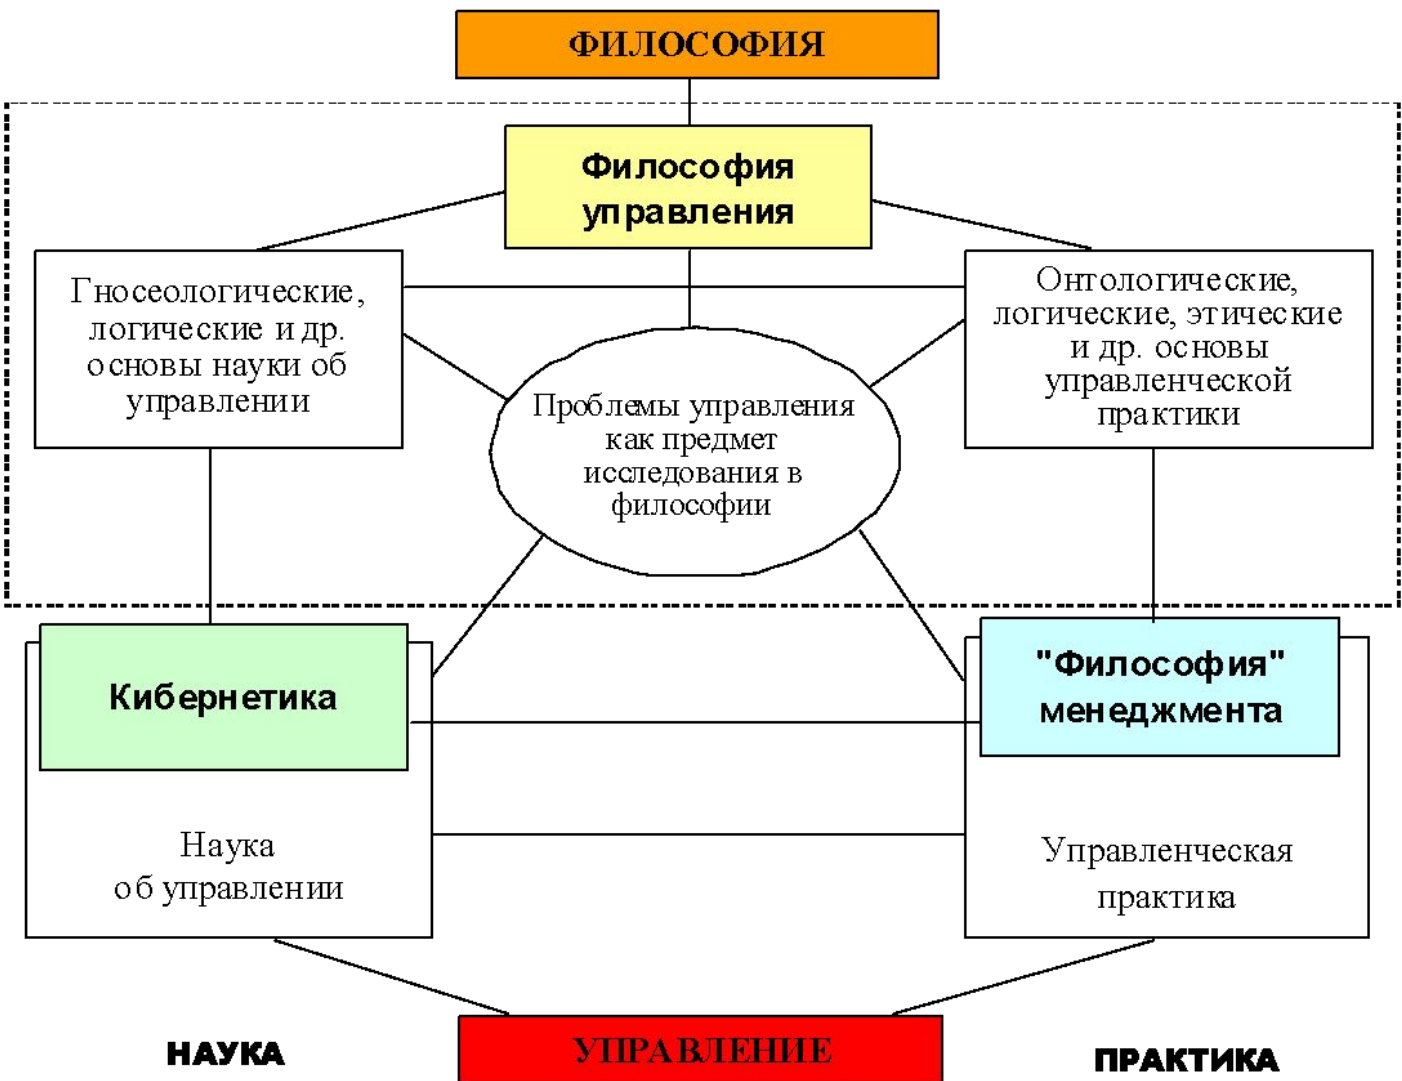 ФИЛОСОФИЯ
Философия
управления
Гносеологические,
логические и др.
основы науки об
управлении
Онтологические,
логические, этические
и др. основы
управленческой
практики
Проблемы управления
как предмет
исследования в
философии
Кибернетика
"Философия"
менеджмента
Наука
об управлении
Управленческая
практика
НАУКА
УПРАВЛЕНИЕ
ПРАКТИКА